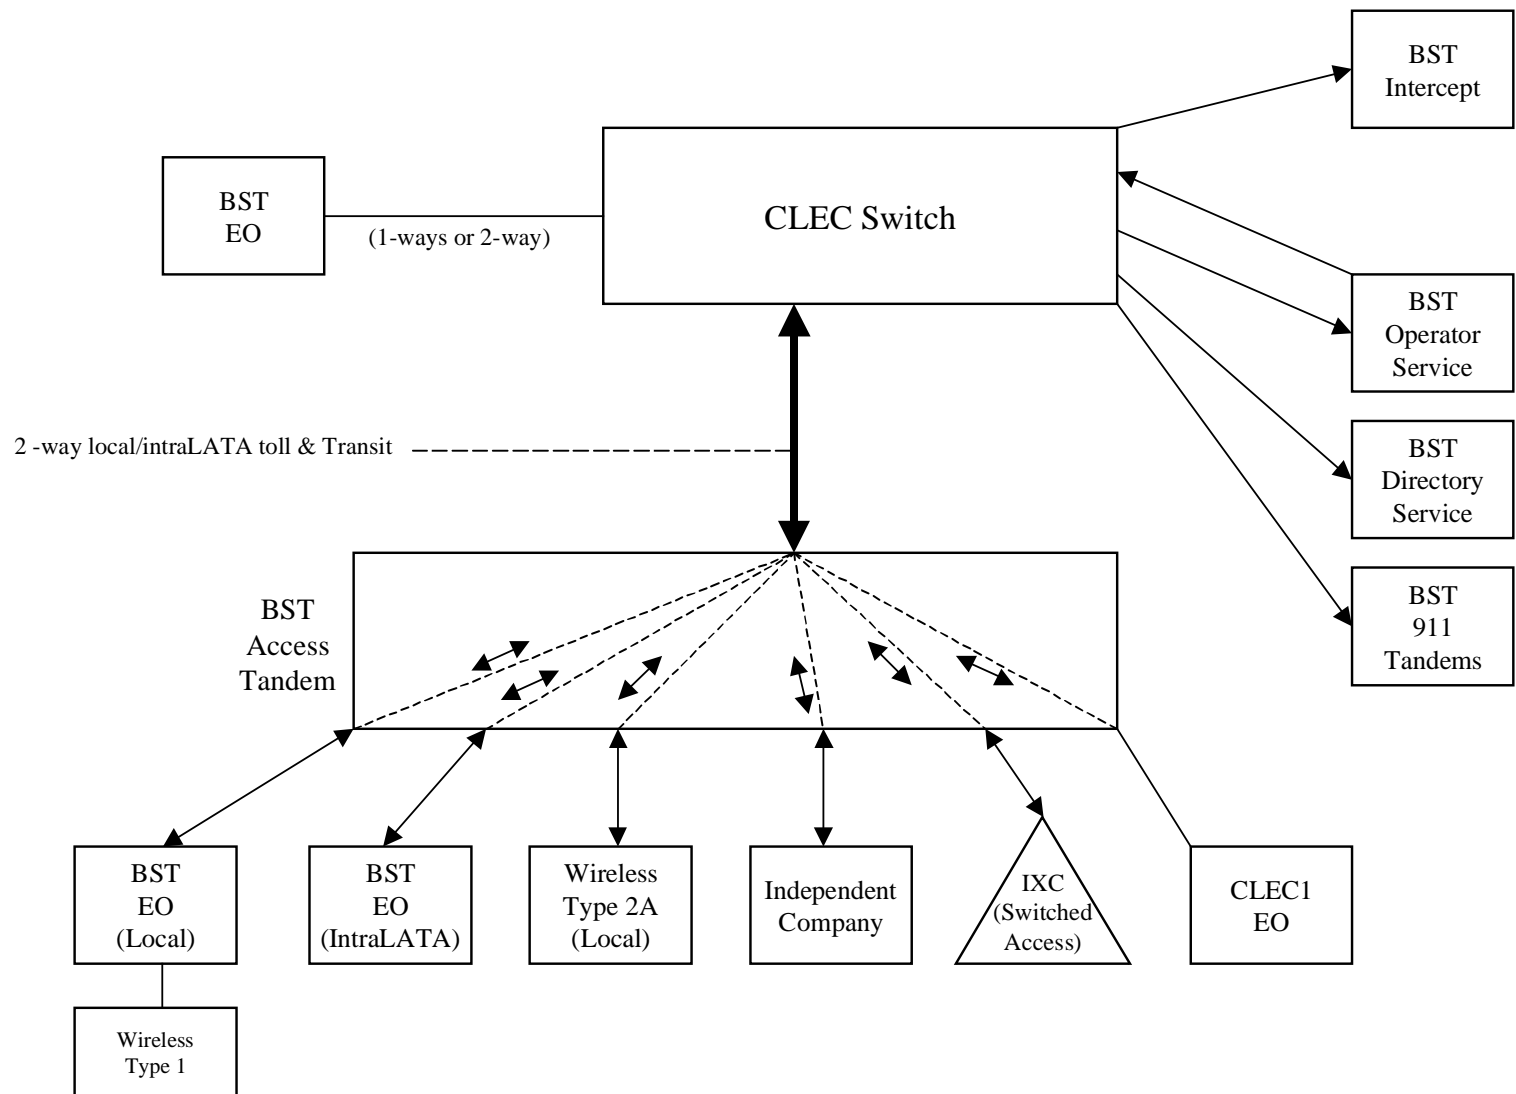 BST
Intercept
BST
EO
(1-ways or 2-way)
CLEC Switch
BST
Operator
Service
2 -way local/intraLATA toll & Transit
BST
Directory
Service
BST
Access
Tandem
BST
911
Tandems
BST
EO
(Local)
BST
EO
(IntraLATA)
Wireless
Type 2A
(Local)
Independent
Company
IXC
(Switched
Access)
CLEC1
EO
Wireless
Type 1